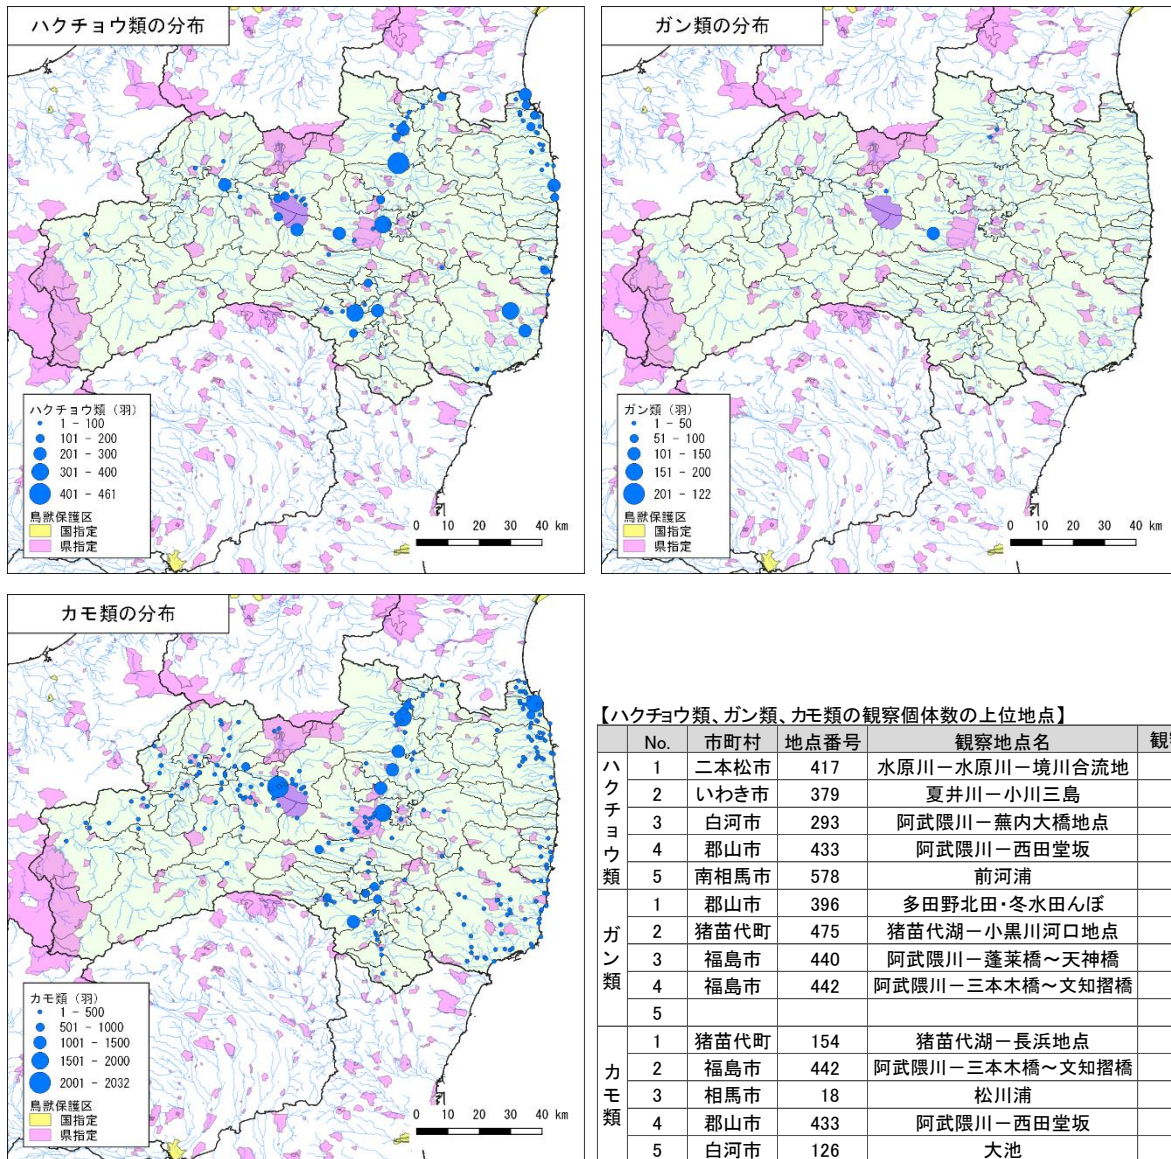 ハクチョウ類の分布
ハクチョウ類（羽）
1 － 100
101 － 200
201 － 300
301 － 400
401 － 461
鳥獣保護区
国指定
県指定
0 10 20 30 40 km
ガン類の分布
ガン類（羽）
1 － 50
51 － 100
101 － 150
151 － 200
201 － 122
鳥獣保護区
国指定
県指定
0 10 20 30 40 km
カモ類の分布
カモ類（羽）
1 － 500
501 － 1000
1001 － 1500
1501 － 2000
2001 － 2032
鳥獣保護区
国指定
県指定
0 10 20 30 40 km
【ハクチョウ類、ガン類、カモ類の観察個体数の上位地点】
No. 市町村 地点番号 観察地点名
ハクチョウ類
1 二本松市 417 水原川－水原川－境川合流地
2 いわき市 379 夏井川－小川三島
3 白河市 293 阿武隈川－蕪内大橋地点
4 郡山市 433 阿武隈川－西田堂坂
5 南相馬市 578 前河浦
ガン類
1 郡山市 396 多田野北田・冬水田んぼ
2 猪苗代町 475 猪苗代湖－小黒川河口地点
3 福島市 440 阿武隈川－蓬莱橋～天神橋
4 福島市 442 阿武隈川－三本木橋～文知摺橋
5
カモ類
1 猪苗代町 154 猪苗代湖－長浜地点
2 福島市 442 阿武隈川－三本木橋～文知摺橋
3 相馬市 18 松川浦
4 郡山市 433 阿武隈川－西田堂坂
5 白河市 126 大池